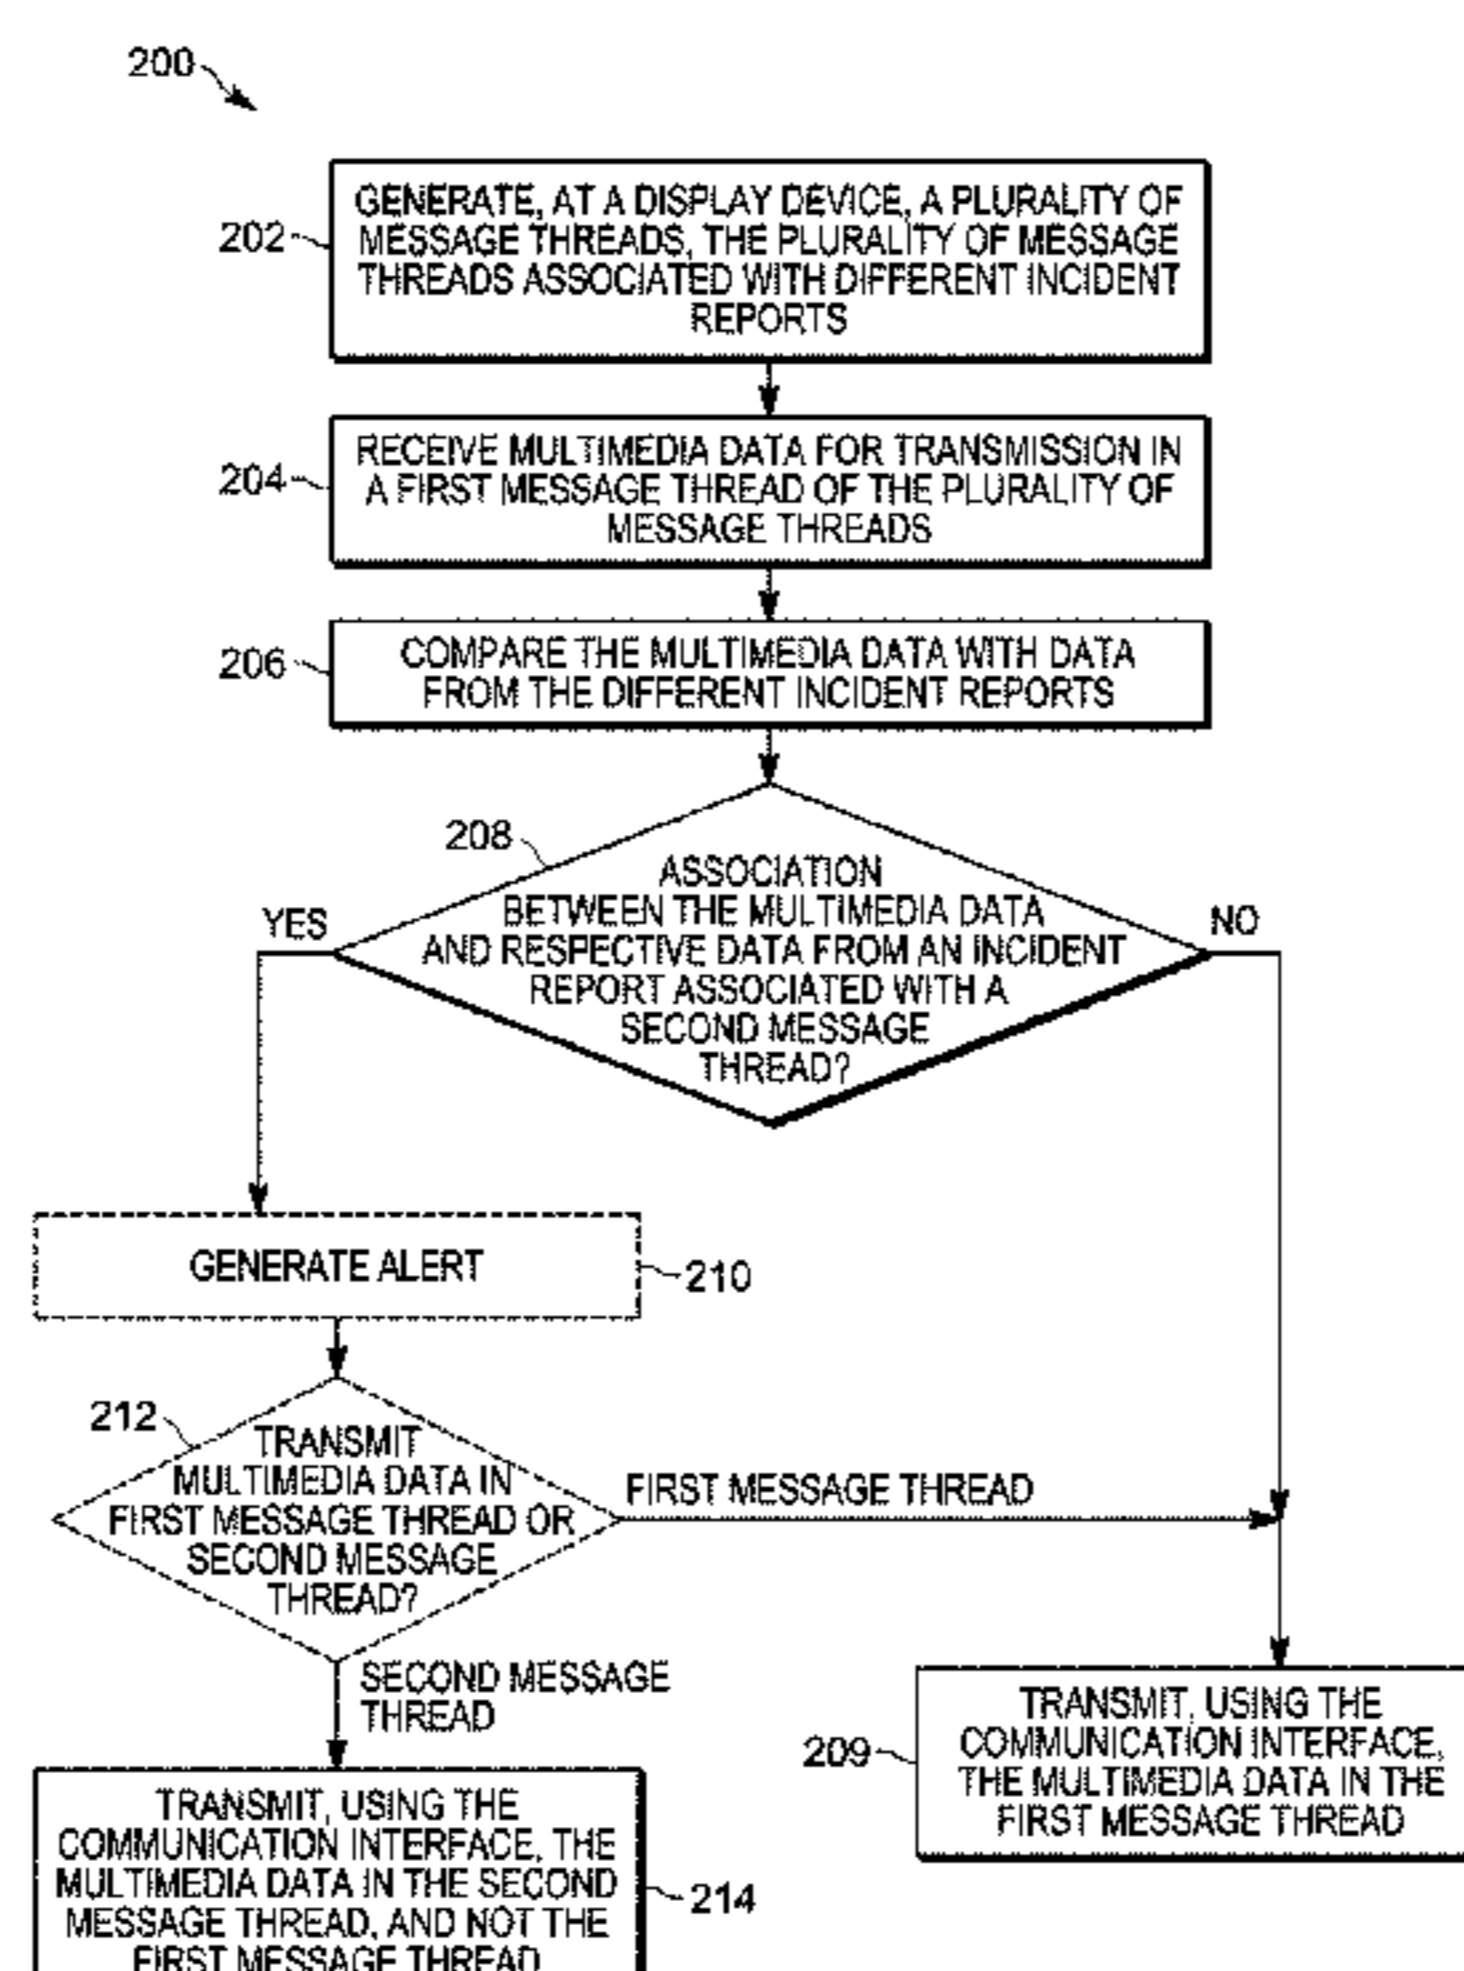 200
202
GENERATE, AT A DISPLAY DEVICE, A PLURALITY OF
MESSAGE THREADS, THE PLURALITY OF MESSAGE
THREADS ASSOCIATED WITH DIFFERENT INCIDENT
REPORTS
204
RECEIVE MULTIMEDIA DATA FOR TRANSMISSION IN
A FIRST MESSAGE THREAD OF THE PLURALITY OF
MESSAGE THREADS
206
COMPARE THE MULTIMEDIA DATA WITH DATA
FROM THE DIFFERENT INCIDENT REPORTS
208
ASSOCIATION
BETWEEN THE MULTIMEDIA DATA
AND RESPECTIVE DATA FROM AN INCIDENT
REPORT ASSOCIATED WITH A
SECOND MESSAGE
THREAD?
YES
NO
GENERATE ALERT
210
212
TRANSMIT
MULTIMEDIA DATA IN
FIRST MESSAGE THREAD OR
SECOND MESSAGE
THREAD?
FIRST MESSAGE THREAD
SECOND MESSAGE
THREAD
209
TRANSMIT, USING THE
COMMUNICATION INTERFACE,
THE MULTIMEDIA DATA IN THE
FIRST MESSAGE THREAD
TRANSMIT, USING THE
COMMUNICATION INTERFACE, THE
MULTIMEDIA DATA IN THE SECOND
MESSAGE THREAD, AND NOT THE
FIRST MESSAGE THREAD
214